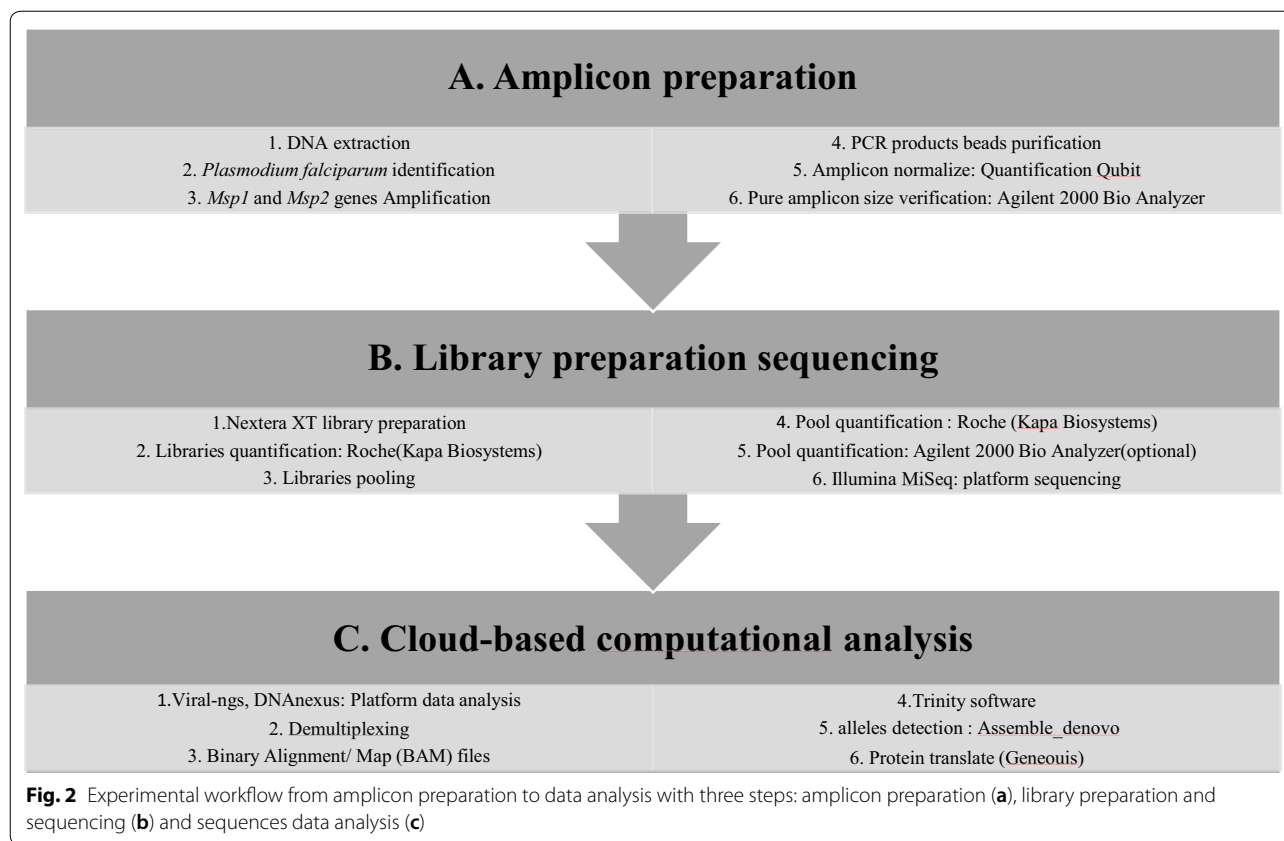 A. Amplicon preparation
1. DNA extraction
2. Plasmodium falciparum identification
3. Msp1 and Msp2 genes Amplification
4. PCR products beads purification
5. Amplicon normalize: Quantification Qubit
6. Pure amplicon size verification: Agilent 2000 Bio Analyzer
B. Library preparation sequencing
1.Nextera XT library preparation
2. Libraries quantification: Roche(Kapa Biosystems)
3. Libraries pooling
4. Pool quantification : Roche (Kapa Biosystems)
5. Pool quantification: Agilent 2000 Bio Analyzer(optional)
6. Illumina MiSeq: platform sequencing
C. Cloud-based computational analysis
1.Viral-ngs, DNAnexus: Platform data analysis
2. Demultiplexing
3. Binary Alignment/ Map (BAM) files
4.Trinity software
5. alleles detection : Assemble_denovo
6. Protein translate (Geneouis)
Fig. 2 Experimental workflow from amplicon preparation to data analysis with three steps: amplicon preparation (a), library preparation and
sequencing (b) and sequences data analysis (c)